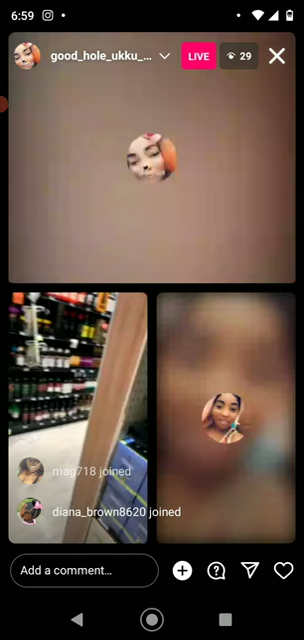 6:59
good_hole_ukku_...
LIVE
29
mag718 joined
diana_brown8620 joined
Add a comment...